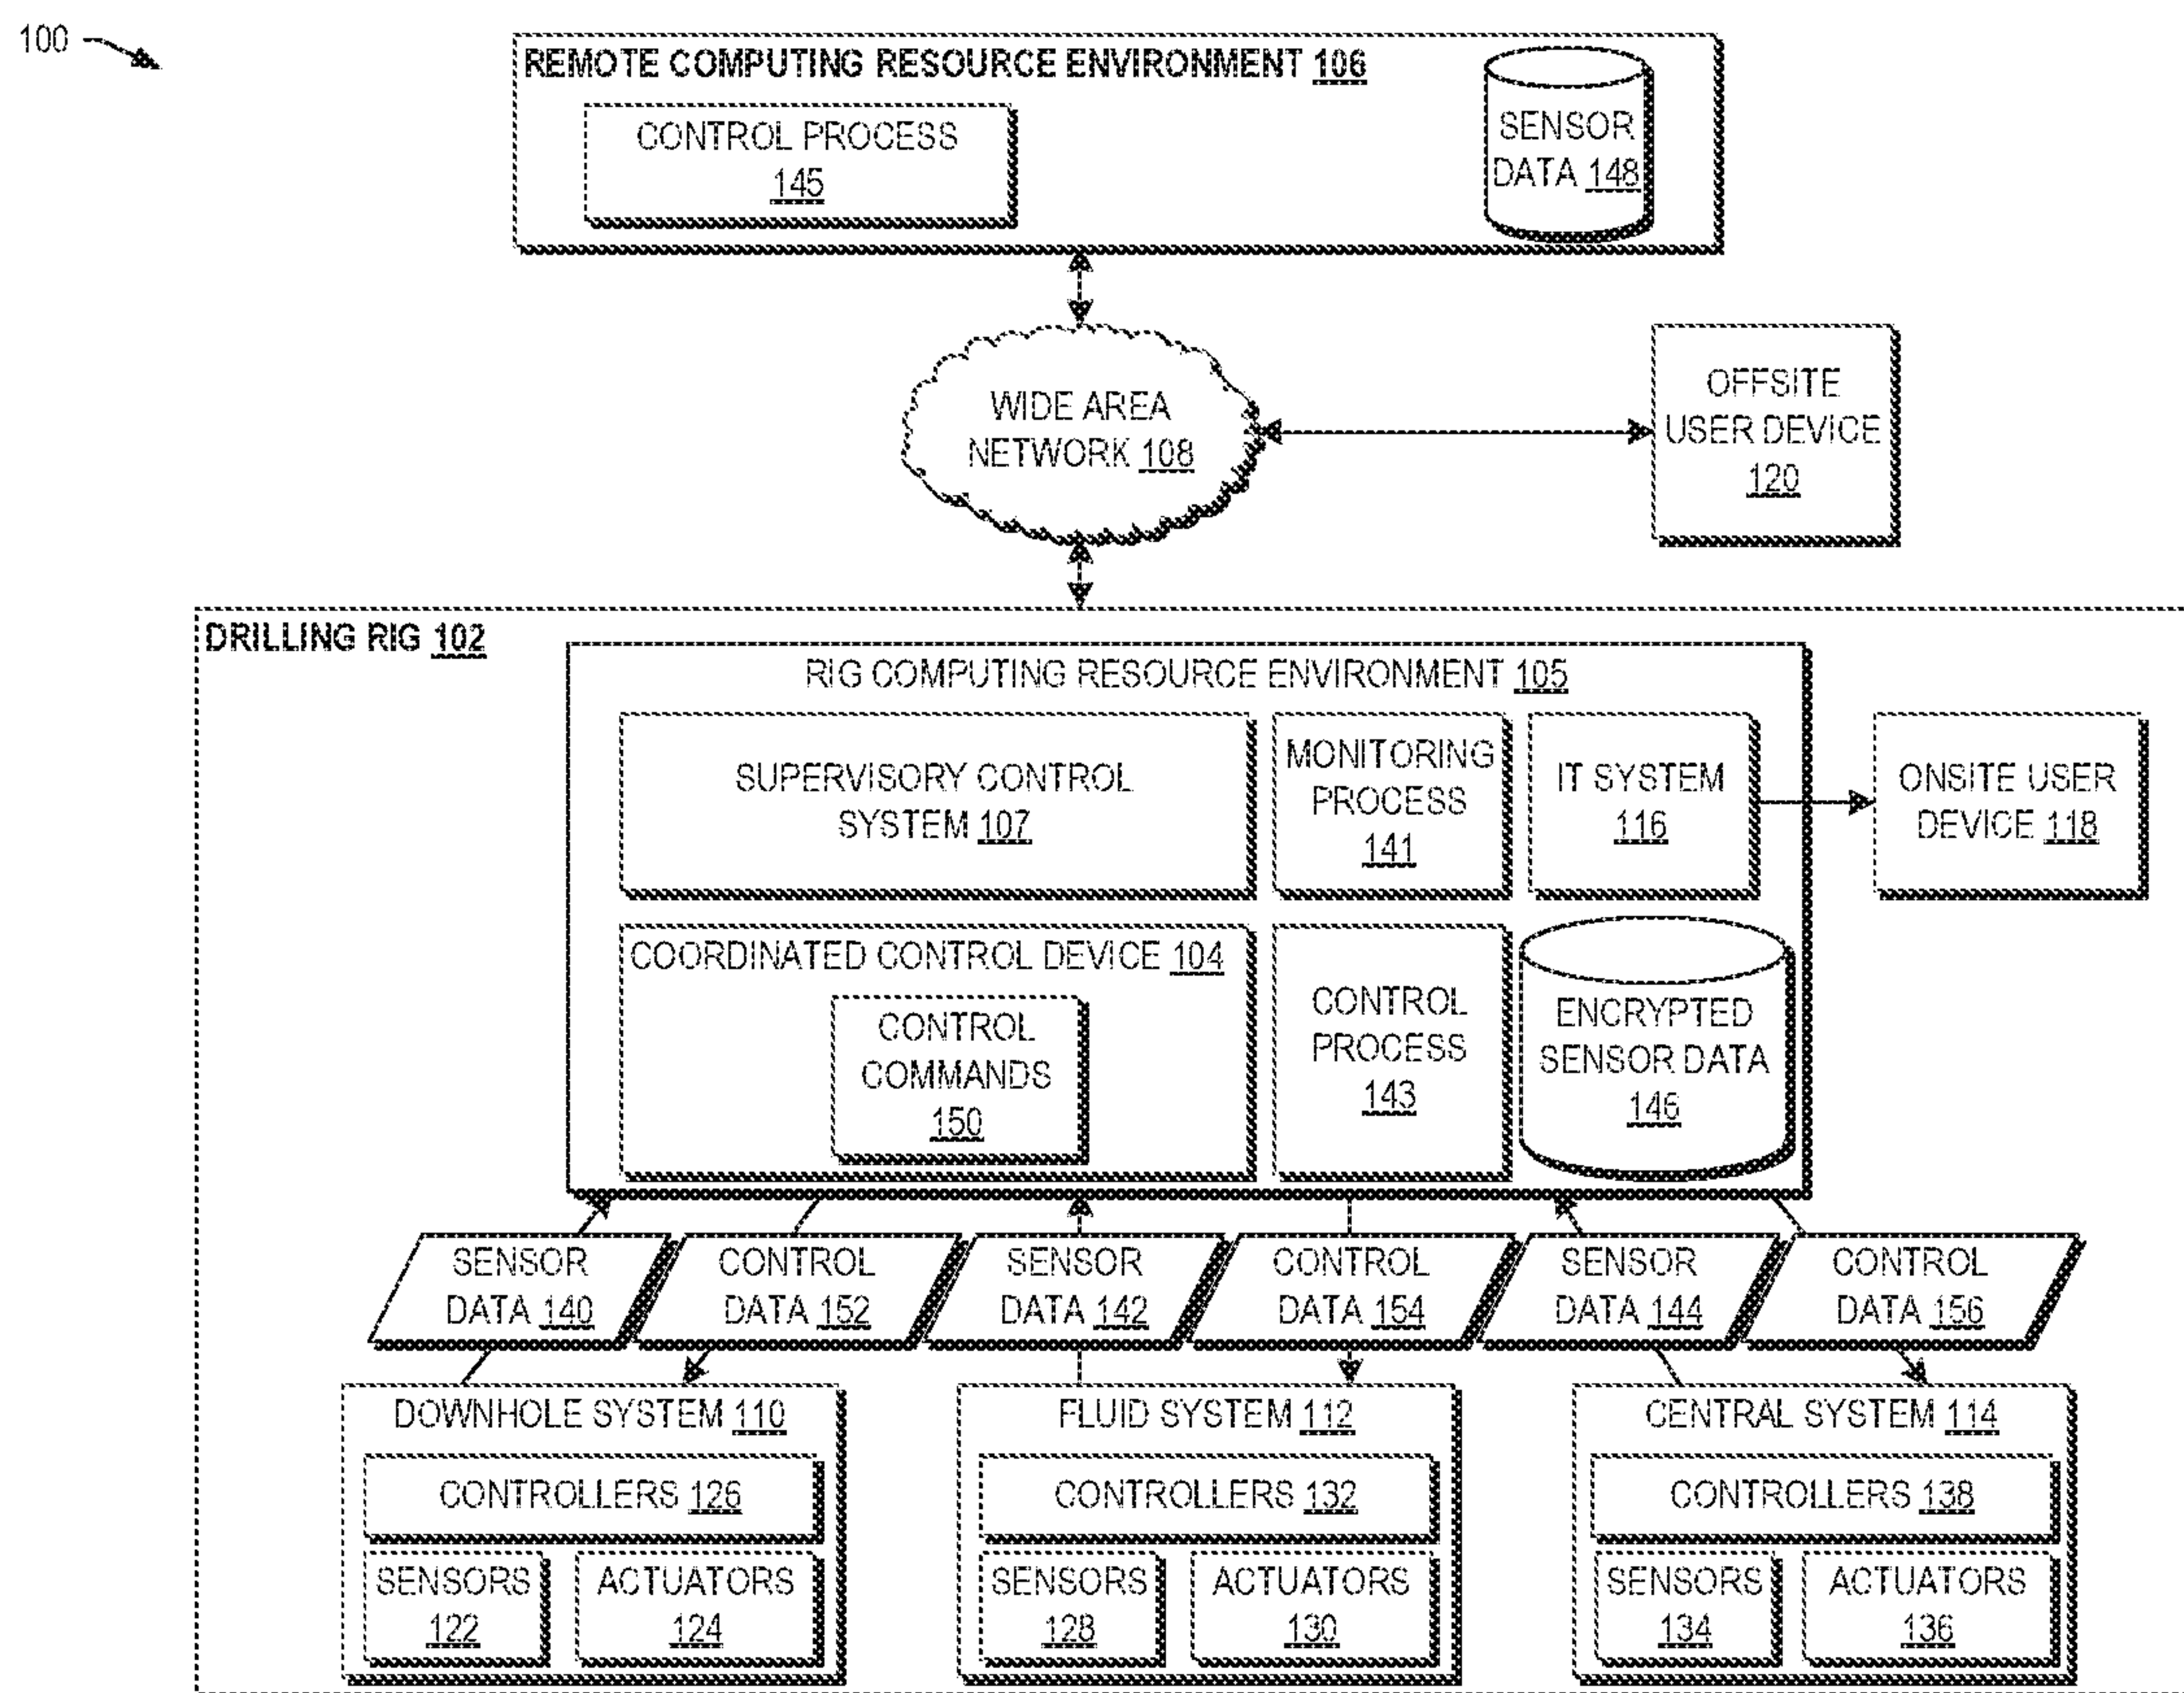 100
REMOTE COMPUTING RESOURCE ENVIRONMENT 106
CONTROL PROCESS
145
SENSOR
DATA 148
WIDE AREA
NETWORK 108
OFFSITE
USER DEVICE
120
DRILLING RIG 102
RIG COMPUTING RESOURCE ENVIRONMENT 105
SUPERVISORY CONTROL
SYSTEM 107
MONITORING
PROCESS
141
IT SYSTEM
116
ONSITE USER
DEVICE 118
COORDINATED CONTROL DEVICE 104
CONTROL
COMMANDS
150
CONTROL
PROCESS
143
ENCRYPTED
SENSOR DATA
146
SENSOR
DATA 140
CONTROL
DATA 152
SENSOR
DATA 142
CONTROL
DATA 154
SENSOR
DATA 144
CONTROL
DATA 156
DOWNHOLE SYSTEM 110
CONTROLLERS 126
SENSORS
122
ACTUATORS
124
FLUID SYSTEM 112
CONTROLLERS 132
SENSORS
128
ACTUATORS
130
CENTRAL SYSTEM 114
CONTROLLERS 138
SENSORS
134
ACTUATORS
136